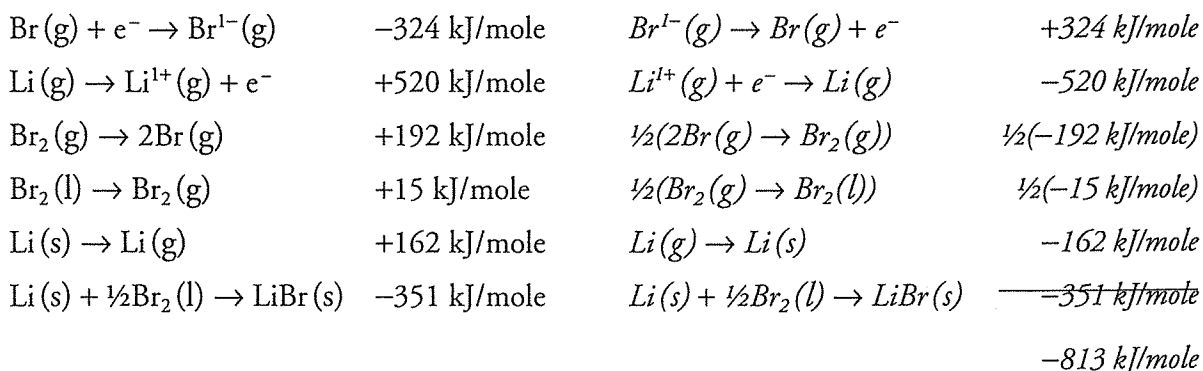 Br(g) + e⁻ → Br¹⁻(g) −324 kJ/mole Br¹⁻(g) → Br(g) + e⁻ +324 kJ/mole
Li(g) → Li¹⁺(g) + e⁻ +520 kJ/mole Li¹⁺(g) + e⁻ → Li(g) −520 kJ/mole
Br₂(g) → 2Br(g) +192 kJ/mole ½(2Br(g) → Br₂(g)) ½(−192 kJ/mole)
Br₂(l) → Br₂(g) +15 kJ/mole ½(Br₂(g) → Br₂(l)) ½(−15 kJ/mole)
Li(s) → Li(g) +162 kJ/mole Li(g) → Li(s) −162 kJ/mole
Li(s) + ½Br₂(l) → LiBr(s) −351 kJ/mole Li(s) + ½Br₂(l) → LiBr(s) −351 kJ/mole
−813 kJ/mole